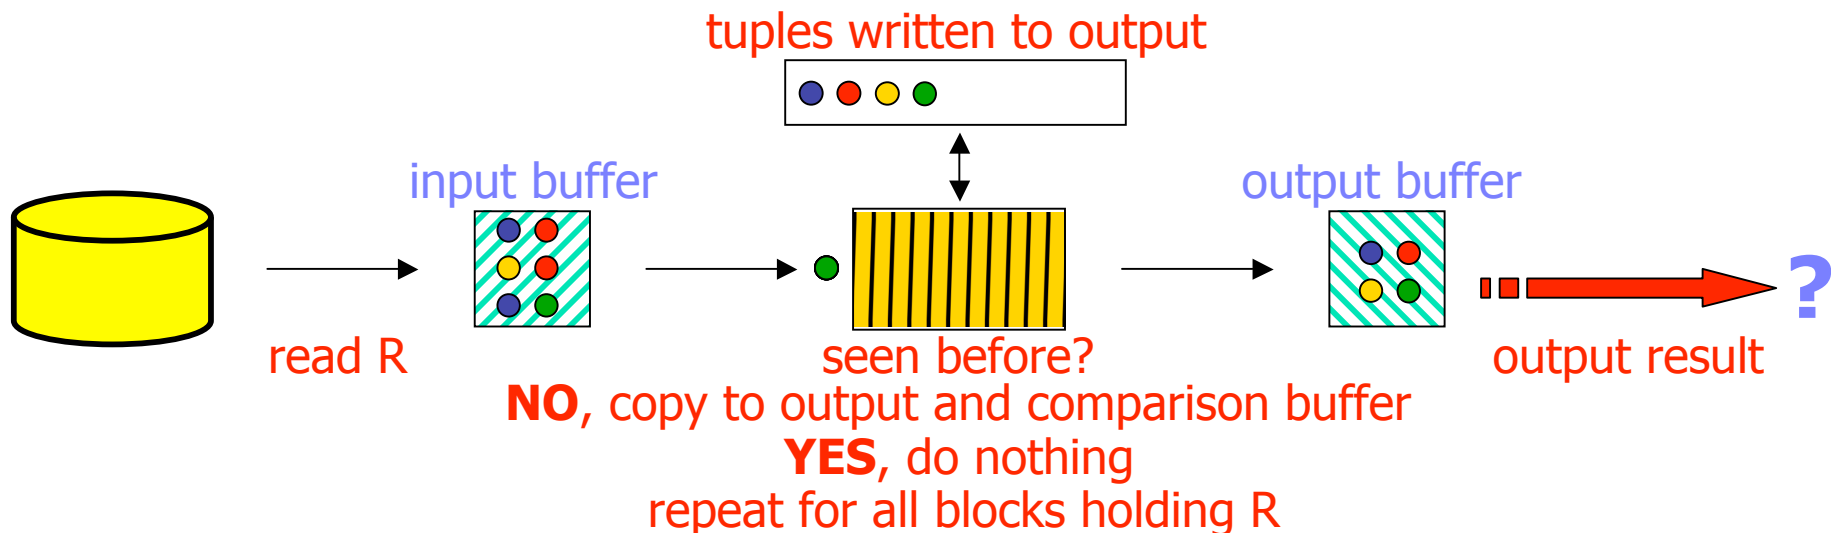 tuples written to output
input buffer
output buffer
?
read R
seen before?
output result
NO, copy to output and comparison buffer
YES, do nothing
repeat for all blocks holding R